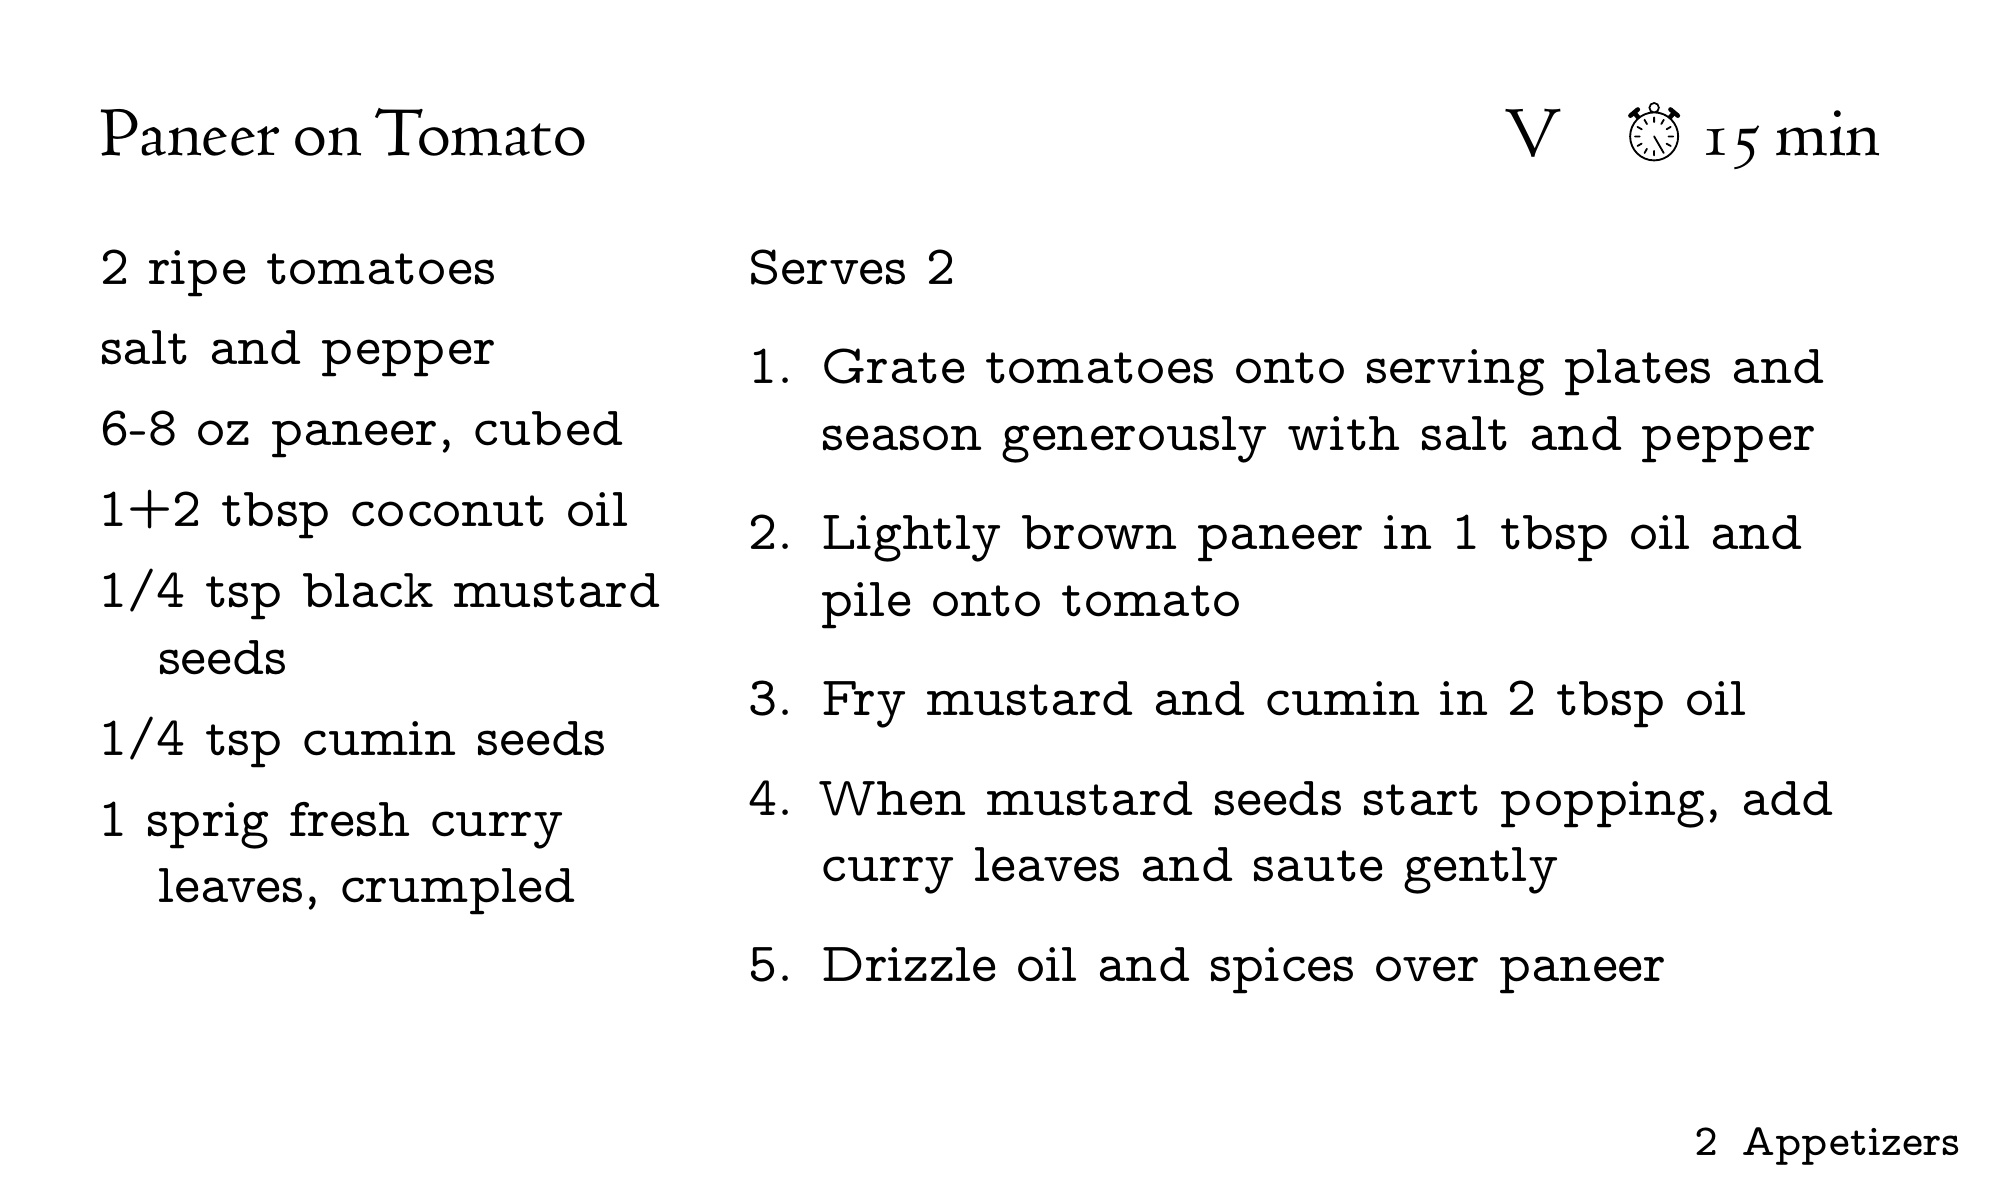 Paneer on Tomato
V 15 min
2 ripe tomatoes
salt and pepper
6-8 oz paneer, cubed
1+2 tbsp coconut oil
1/4 tsp black mustard
seeds
1/4 tsp cumin seeds
1 sprig fresh curry
leaves, crumpled
Serves 2
1. Grate tomatoes onto serving plates and
season generously with salt and pepper
2. Lightly brown paneer in 1 tbsp oil and
pile onto tomato
3. Fry mustard and cumin in 2 tbsp oil
4. When mustard seeds start popping, add
curry leaves and saute gently
5. Drizzle oil and spices over paneer
2 Appetizers